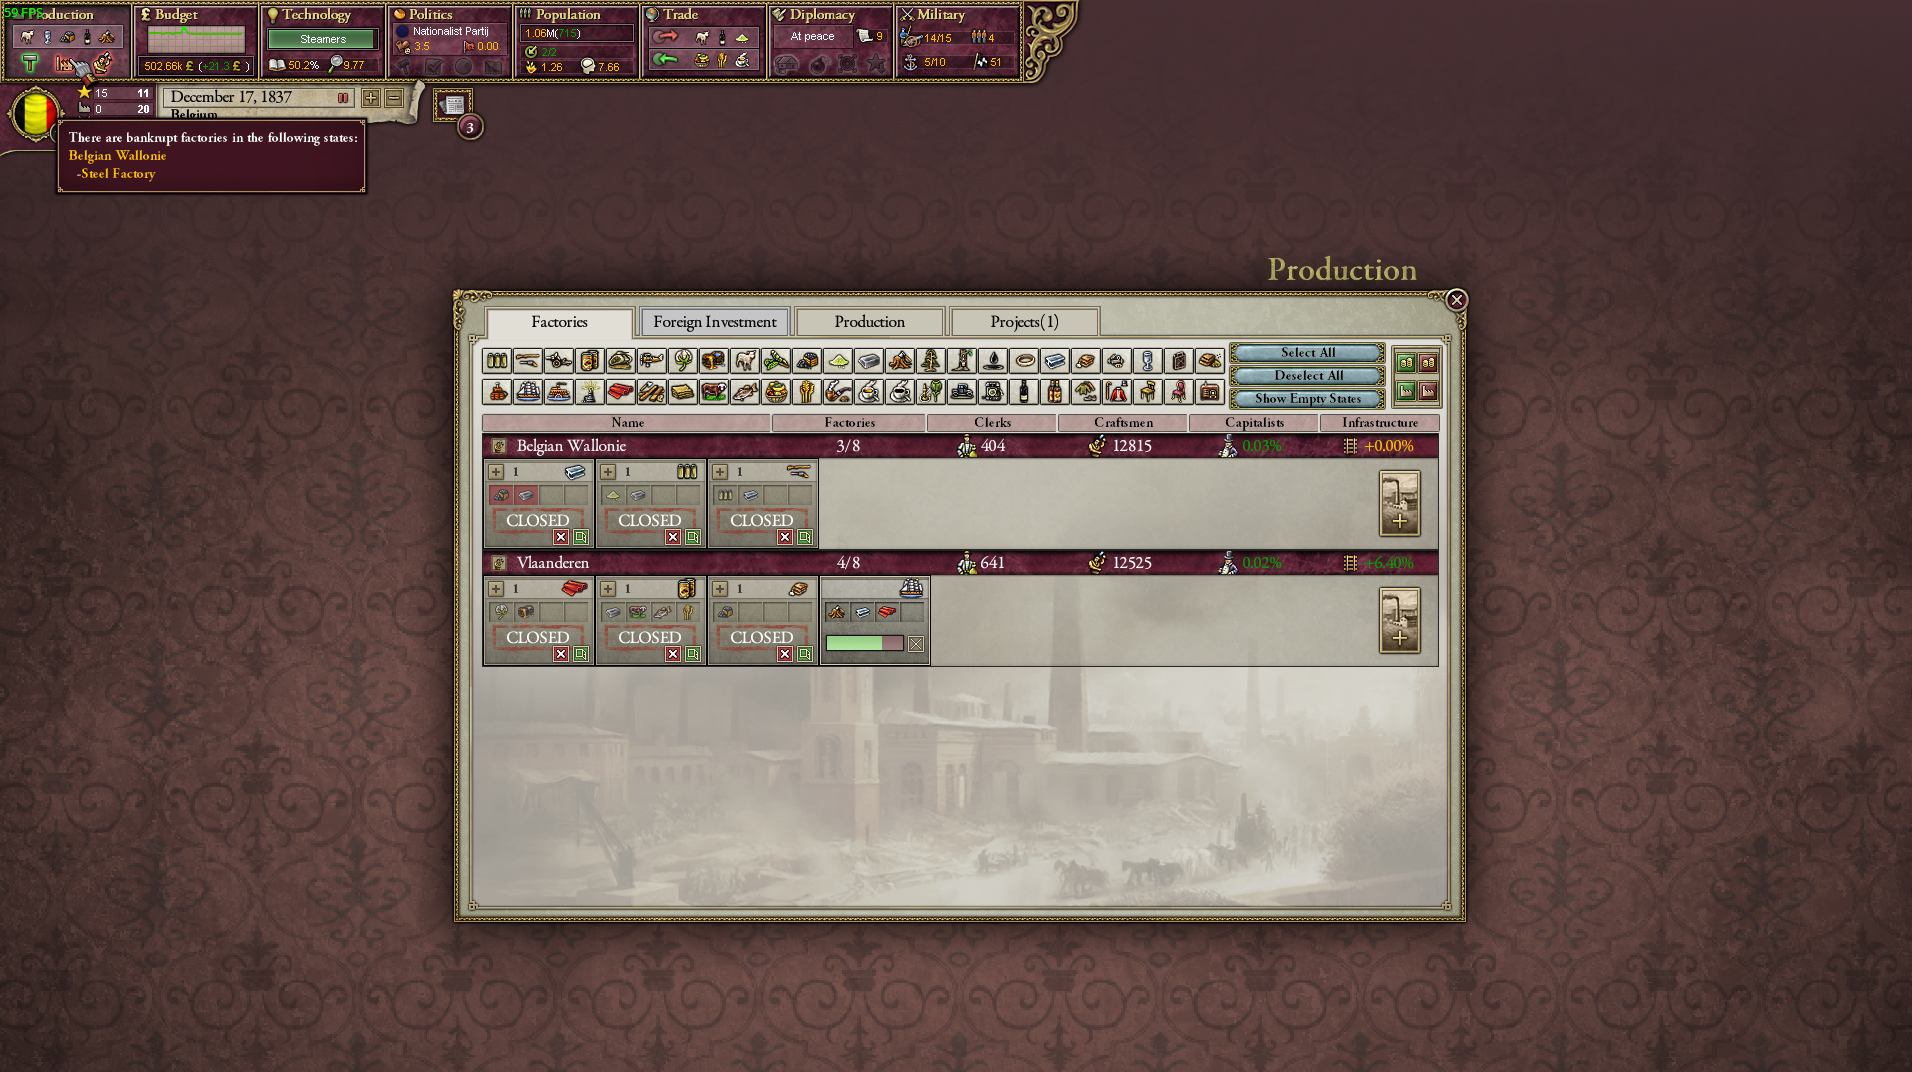 59 FPS
Production
Budget
502.66k £ (+21.3 £ )
Technology
Steamers
50.2% 9.77
Politics
Nationalist Partij
3.5 0.00
Population
1.06M(715)
2/2
1.26 7.66
Trade
Diplomacy
At peace 9
Military
14/15 4
5/10 51
15 11
0 20
December 17, 1837
Belgium
3
There are bankrupt factories in the following states:
Belgian Wallonie
-Steel Factory
Production
Factories
Foreign Investment
Production
Projects(1)
Select All
Deselect All
Show Empty States
Name Factories Clerks Craftsmen Capitalists Infrastructure
Belgian Wallonie 3/8 404 12815 0.03% +0.00%
1 1 1
CLOSED CLOSED CLOSED
Vlaanderen 4/8 641 12525 0.02% +6.40%
1 1 1
CLOSED CLOSED CLOSED